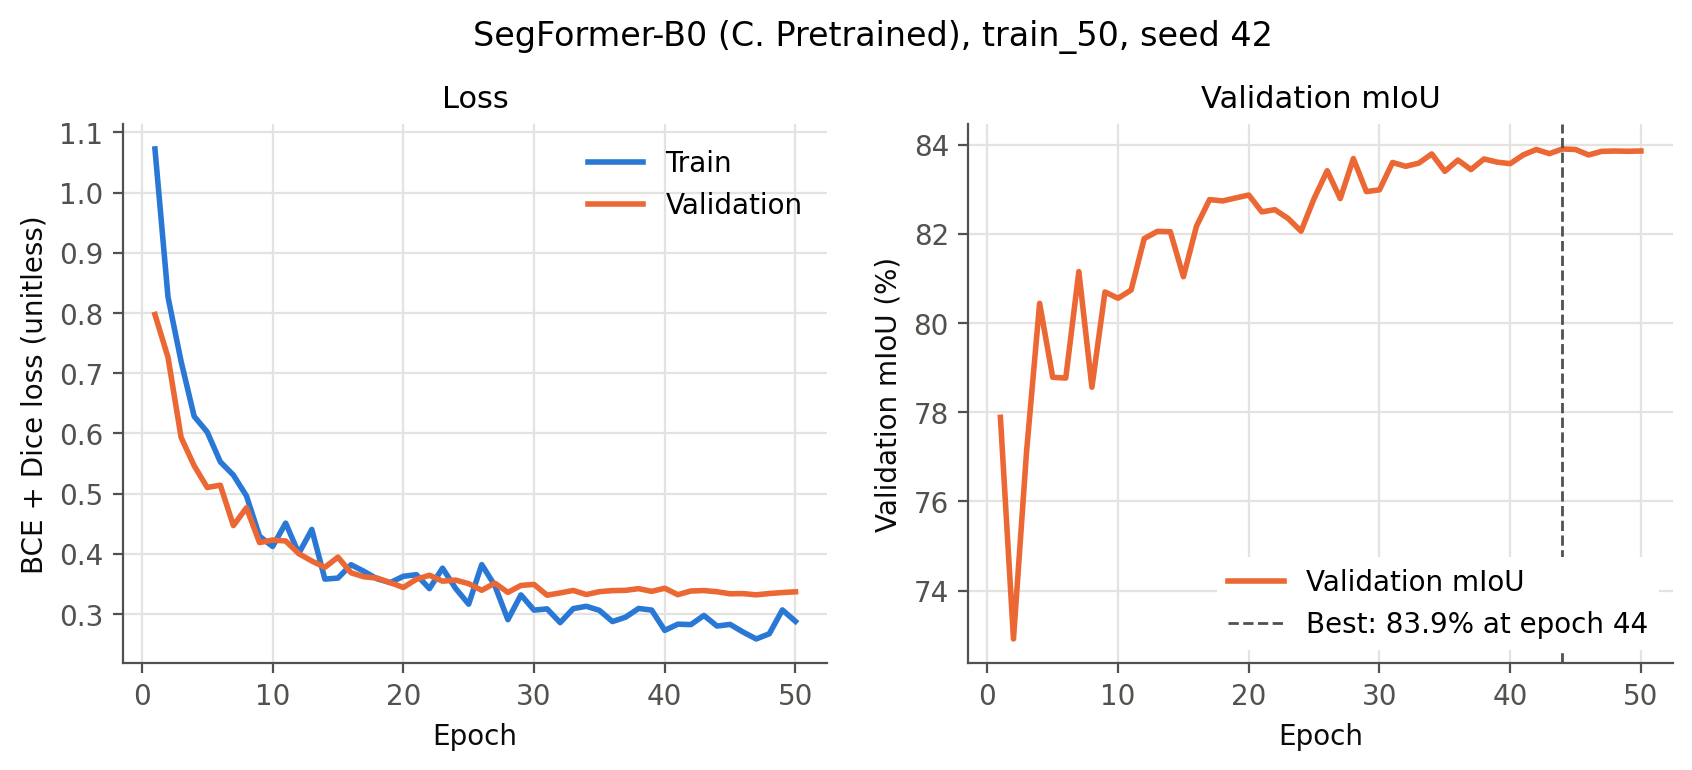 SegFormer-B0 (C. Pretrained), train_50, seed 42
Loss
BCE + Dice loss (unitless)
1.1
1.0
0.9
0.8
0.7
0.6
0.5
0.4
0.3
Train
Validation
0 10 20 30 40 50
Epoch
Validation mIoU
Validation mIoU (%)
84
82
80
78
76
74
Validation mIoU
Best: 83.9% at epoch 44
0 10 20 30 40 50
Epoch